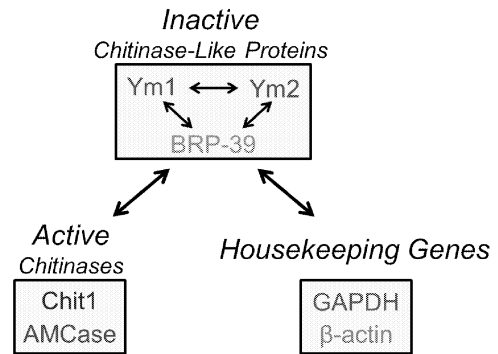 Inactive
Chitinase-Like Proteins
Ym1 Ym2
BRP-39
Active
Chitinases
Housekeeping Genes
Chit1
AMCase
GAPDH
β-actin